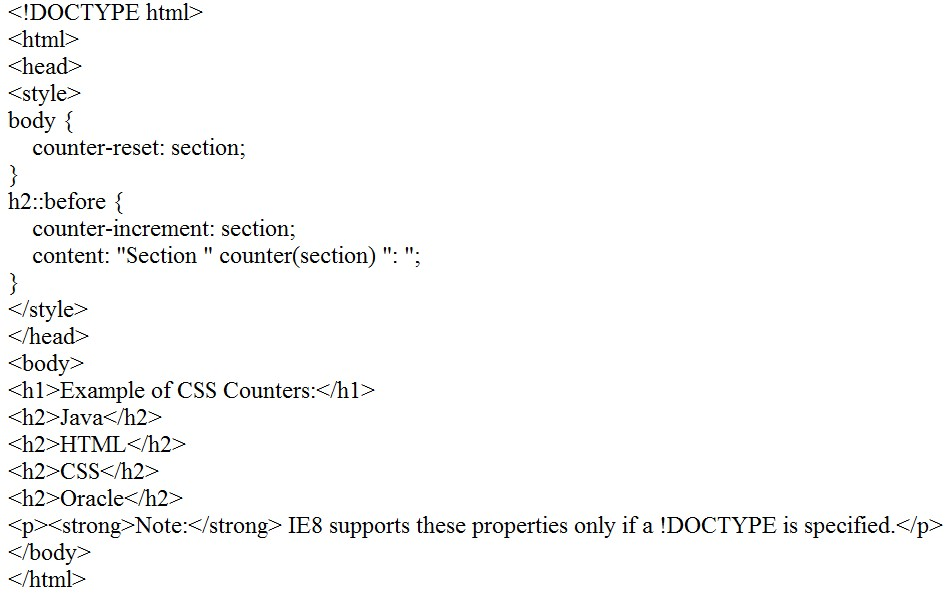 <!DOCTYPE html>
<html>
<head>
<style>
body {
    counter-reset: section;
}
h2::before {
    counter-increment: section;
    content: "Section " counter(section) ": ";
}
</style>
</head>
<body>
<h1>Example of CSS Counters:</h1>
<h2>Java</h2>
<h2>HTML</h2>
<h2>CSS</h2>
<h2>Oracle</h2>
<p><strong>Note:</strong> IE8 supports these properties only if a !DOCTYPE is specified.</p>
</body>
</html>